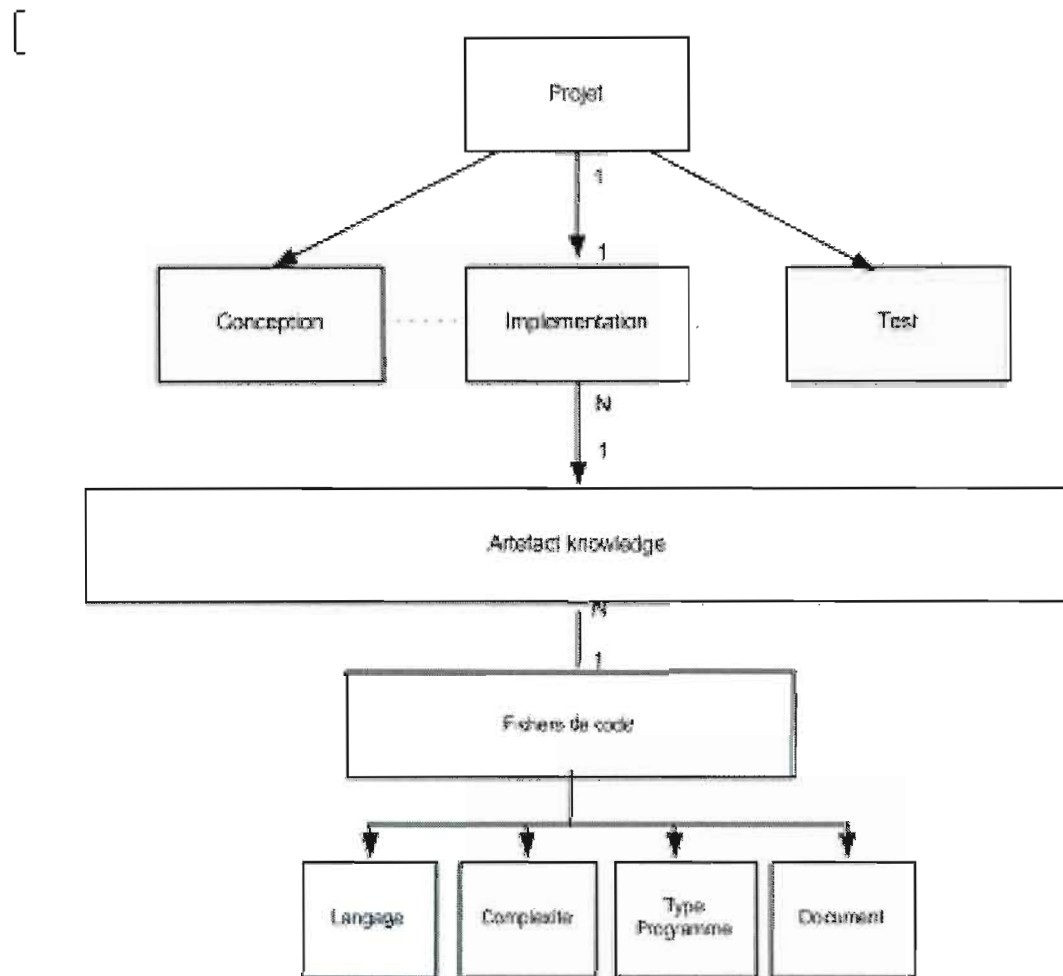 Projet
1
1
Conception
Implementation
Test
N
1
Artefact knowledge
N
1
Fichiers de code
Langage
Complexite
Type
Programme
Document